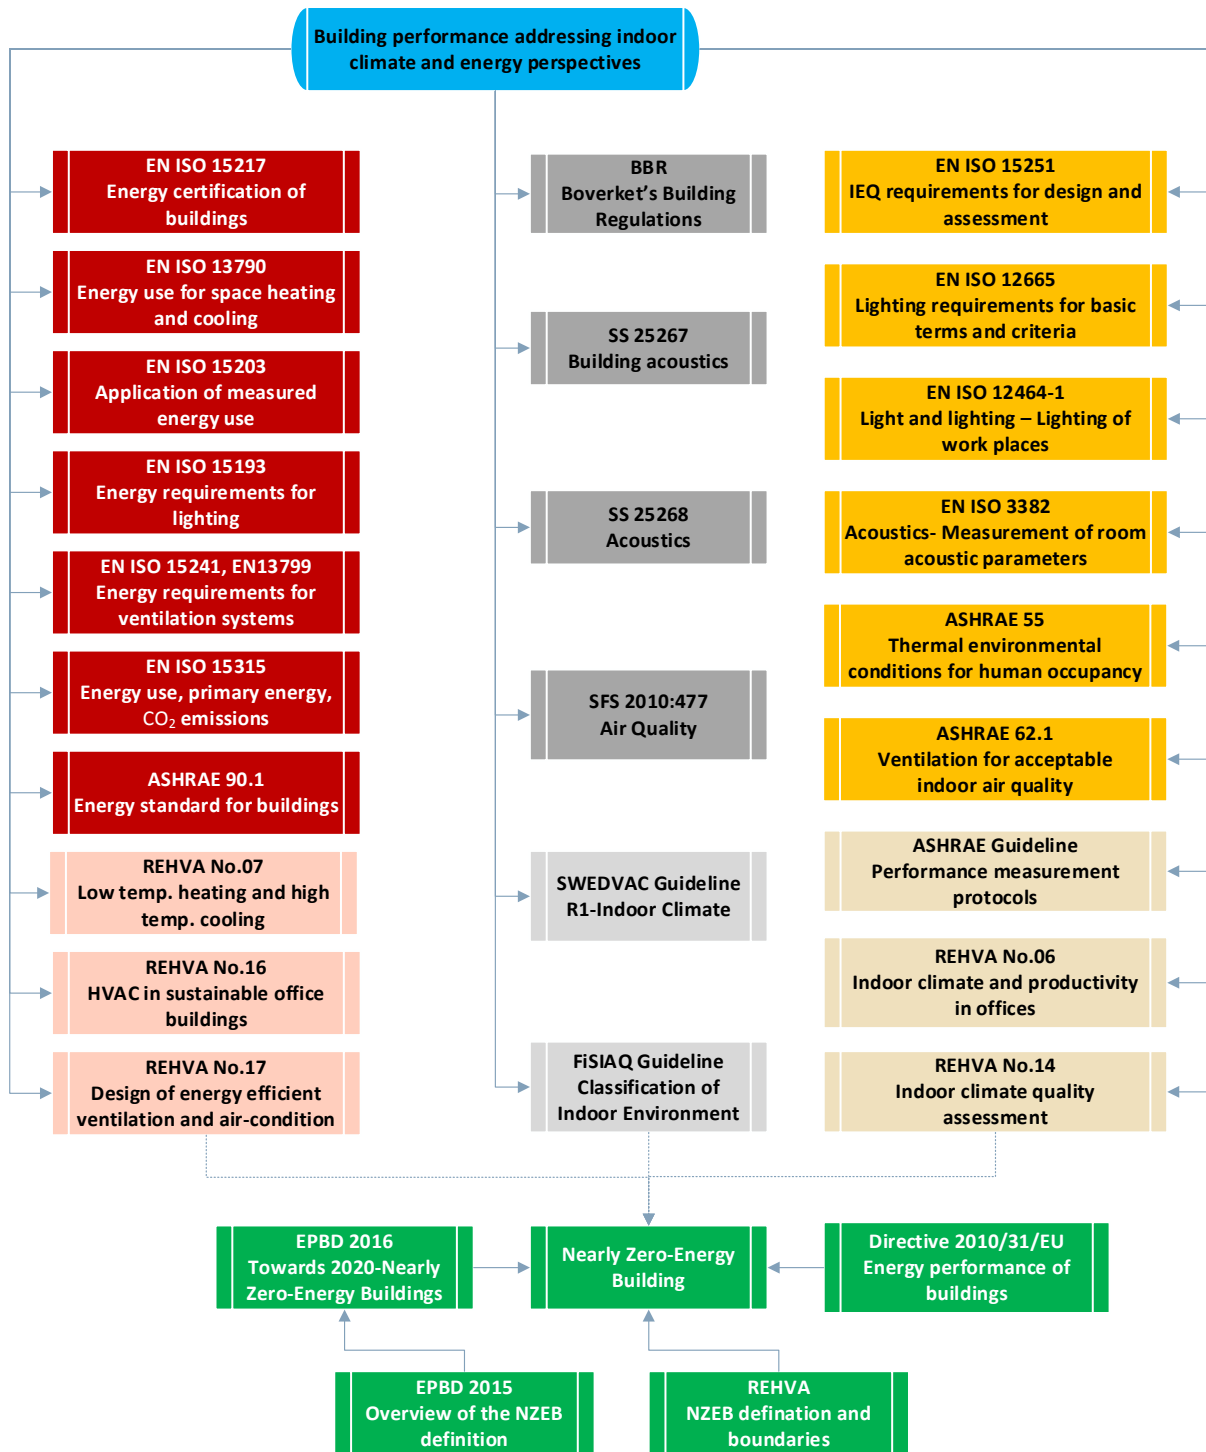 Building performance addressing indoor
climate and energy perspectives
EN ISO 15217
Energy certification of
buildings
EN ISO 13790
Energy use for space heating
and cooling
EN ISO 15203
Application of measured
energy use
EN ISO 15193
Energy requirements for
lighting
EN ISO 15241, EN13799
Energy requirements for
ventilation systems
EN ISO 15315
Energy use, primary energy,
CO₂ emissions
ASHRAE 90.1
Energy standard for buildings
REHVA No.07
Low temp. heating and high
temp. cooling
REHVA No.16
HVAC in sustainable office
buildings
REHVA No.17
Design of energy efficient
ventilation and air-condition
BBR
Boverket’s Building
Regulations
SS 25267
Building acoustics
SS 25268
Acoustics
SFS 2010:477
Air Quality
SWEDVAC Guideline
R1-Indoor Climate
FiSIAQ Guideline
Classification of
Indoor Environment
EN ISO 15251
IEQ requirements for design and
assessment
EN ISO 12665
Lighting requirements for basic
terms and criteria
EN ISO 12464-1
Light and lighting – Lighting of
work places
EN ISO 3382
Acoustics- Measurement of room
acoustic parameters
ASHRAE 55
Thermal environmental
conditions for human occupancy
ASHRAE 62.1
Ventilation for acceptable
indoor air quality
ASHRAE Guideline
Performance measurement
protocols
REHVA No.06
Indoor climate and productivity
in offices
REHVA No.14
Indoor climate quality
assessment
EPBD 2016
Towards 2020-Nearly
Zero-Energy Buildings
Nearly Zero-Energy
Building
Directive 2010/31/EU
Energy performance of
buildings
EPBD 2015
Overview of the NZEB
definition
REHVA
NZEB defination and
boundaries